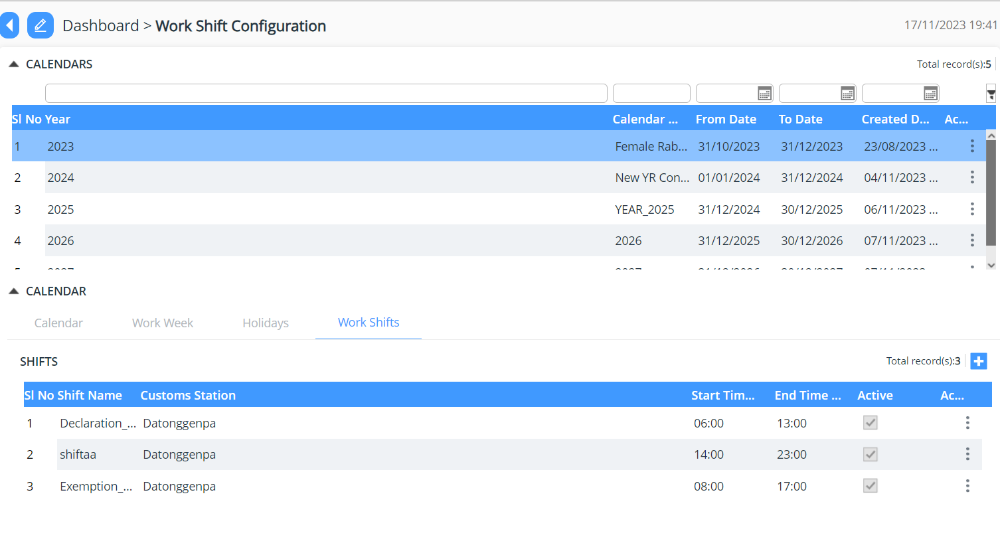 Dashboard > Work Shift Configuration 17/11/2023 19:41
CALENDARS Total record(s):5
Sl No Year Calendar ... From Date To Date Created D... Ac...
1 2023 Female Rab... 31/10/2023 31/12/2023 23/08/2023 ...
2 2024 New YR Con... 01/01/2024 31/12/2024 04/11/2023 ...
3 2025 YEAR_2025 31/12/2024 30/12/2025 06/11/2023 ...
4 2026 2026 31/12/2025 30/12/2026 07/11/2023 ...
CALENDAR
Calendar Work Week Holidays Work Shifts
SHIFTS Total record(s):3
Sl No Shift Name Customs Station Start Tim... End Time ... Active Ac...
1 Declaration_... Datonggenpa 06:00 13:00
2 shiftaa Datonggenpa 14:00 23:00
3 Exemption_... Datonggenpa 08:00 17:00